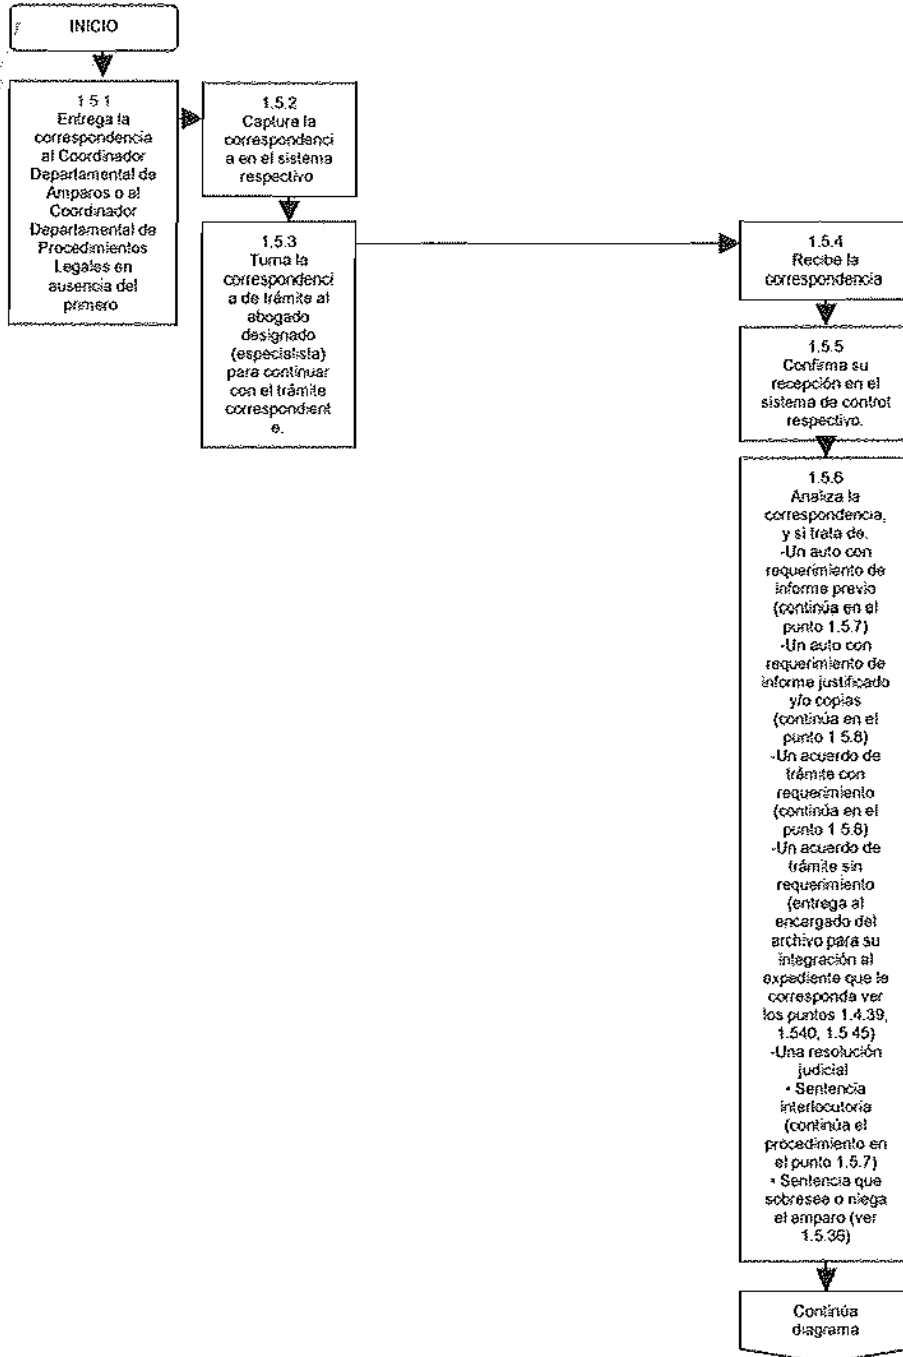 INICIO
1.5.1
Entrega la
correspondencia
al Coordinador
Departamental de
Amparos o al
Coordinador
Departamental de
Procedimientos
Legales en
ausencia del
primero
1.5.2
Captura la
correspondenci
a en el sistema
respectivo
1.5.3
Turna la
correspondenci
a de trámite al
abogado
designado
(especialista)
para continuar
con el trámite
correspondient
e.
1.5.4
Recibe la
correspondencia
1.5.5
Confirma su
recepción en el
sistema de control
respectivo.
1.5.6
Analiza la
correspondencia,
y si trata de.
-Un auto con
requerimiento de
informe previo
(continúa en el
punto 1.5.7)
-Un auto con
requerimiento de
informe justificado
y/o copias
(continúa en el
punto 1.5.8)
-Un acuerdo de
trámite con
requerimiento
(continúa en el
punto 1.5.8)
-Un acuerdo de
trámite sin
requerimiento
(entrega al
encargado del
archivo para su
integración al
expediente que le
corresponda ver
los puntos 1.4.39,
1.540, 1.5.45)
-Una resolución
judicial
• Sentencia
interlocutoria
(continúa el
procedimiento en
el punto 1.5.7)
• Sentencia que
sobresee o niega
el amparo (ver
1.5.36)
Continúa
diagrama